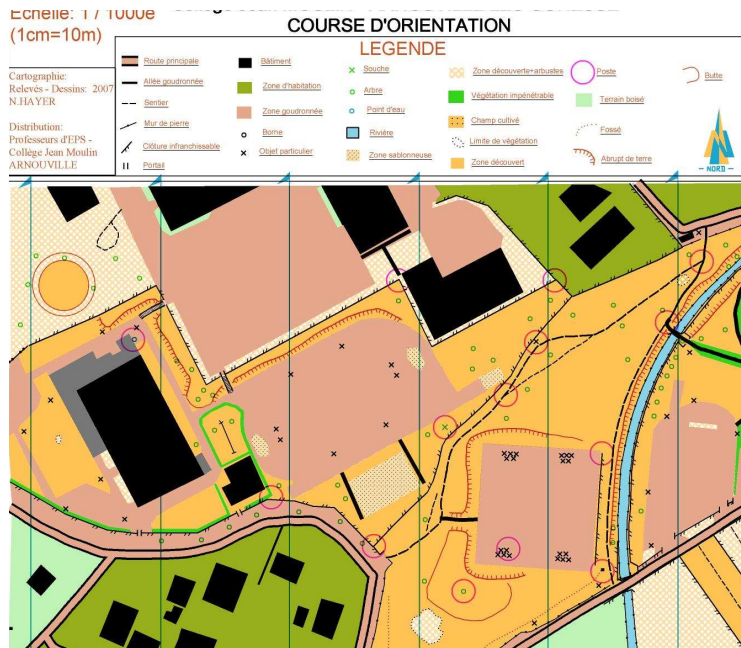 Echelle: 1 / 1000e
(1cm=10m)
COURSE D'ORIENTATION
LEGENDE
Cartographie:
Relevés - Dessins: 2007
N.HAYER
Distribution:
Professeurs d'EPS -
Collège Jean Moulin
ARNOUVILLE
Route principale
Allée goudronnée
Sentier
Mur de pierre
Clôture infranchissable
Portail
Bâtiment
Zone d'habitation
Zone goudronnée
Borne
Objet particulier
Souche
Arbre
Point d'eau
Rivière
Zone sablonneuse
Zone découverte+arbustes
Végétation impénétrable
Champ cultivé
Limite de végétation
Zone découvert
Poste
Terrain boisé
Fossé
Abrupt de terre
Butte
NORD